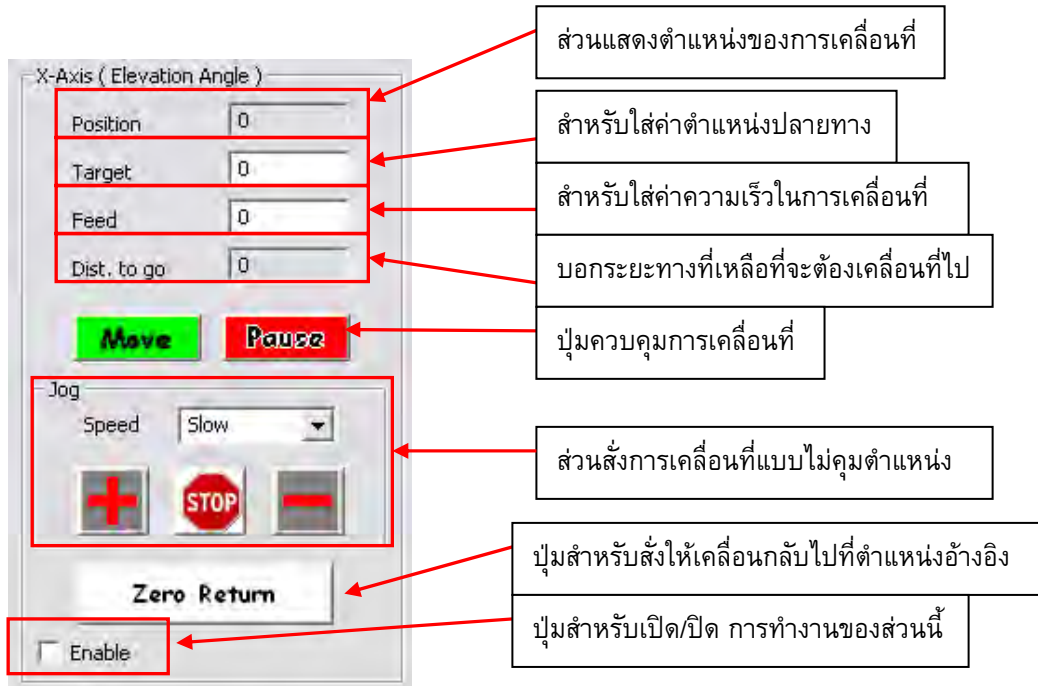 ส่วนแสดงตำแหน่งของการเคลื่อนที่
X-Axis ( Elevation Angle )
Position 0
สำหรับใส่ค่าตำแหน่งปลายทาง
Target 0
สำหรับใส่ค่าความเร็วในการเคลื่อนที่
Feed 0
บอกระยะทางที่เหลือที่จะต้องเคลื่อนที่ไป
Dist. to go 0
Move Pause
ปุ่มควบคุมการเคลื่อนที่
Jog
Speed Slow
ส่วนสั่งการเคลื่อนที่แบบไม่คุมตำแหน่ง
+ STOP −
ปุ่มสำหรับสั่งให้เคลื่อนกลับไปที่ตำแหน่งอ้างอิง
Zero Return
ปุ่มสำหรับเปิด/ปิด การทำงานของส่วนนี้
Enable